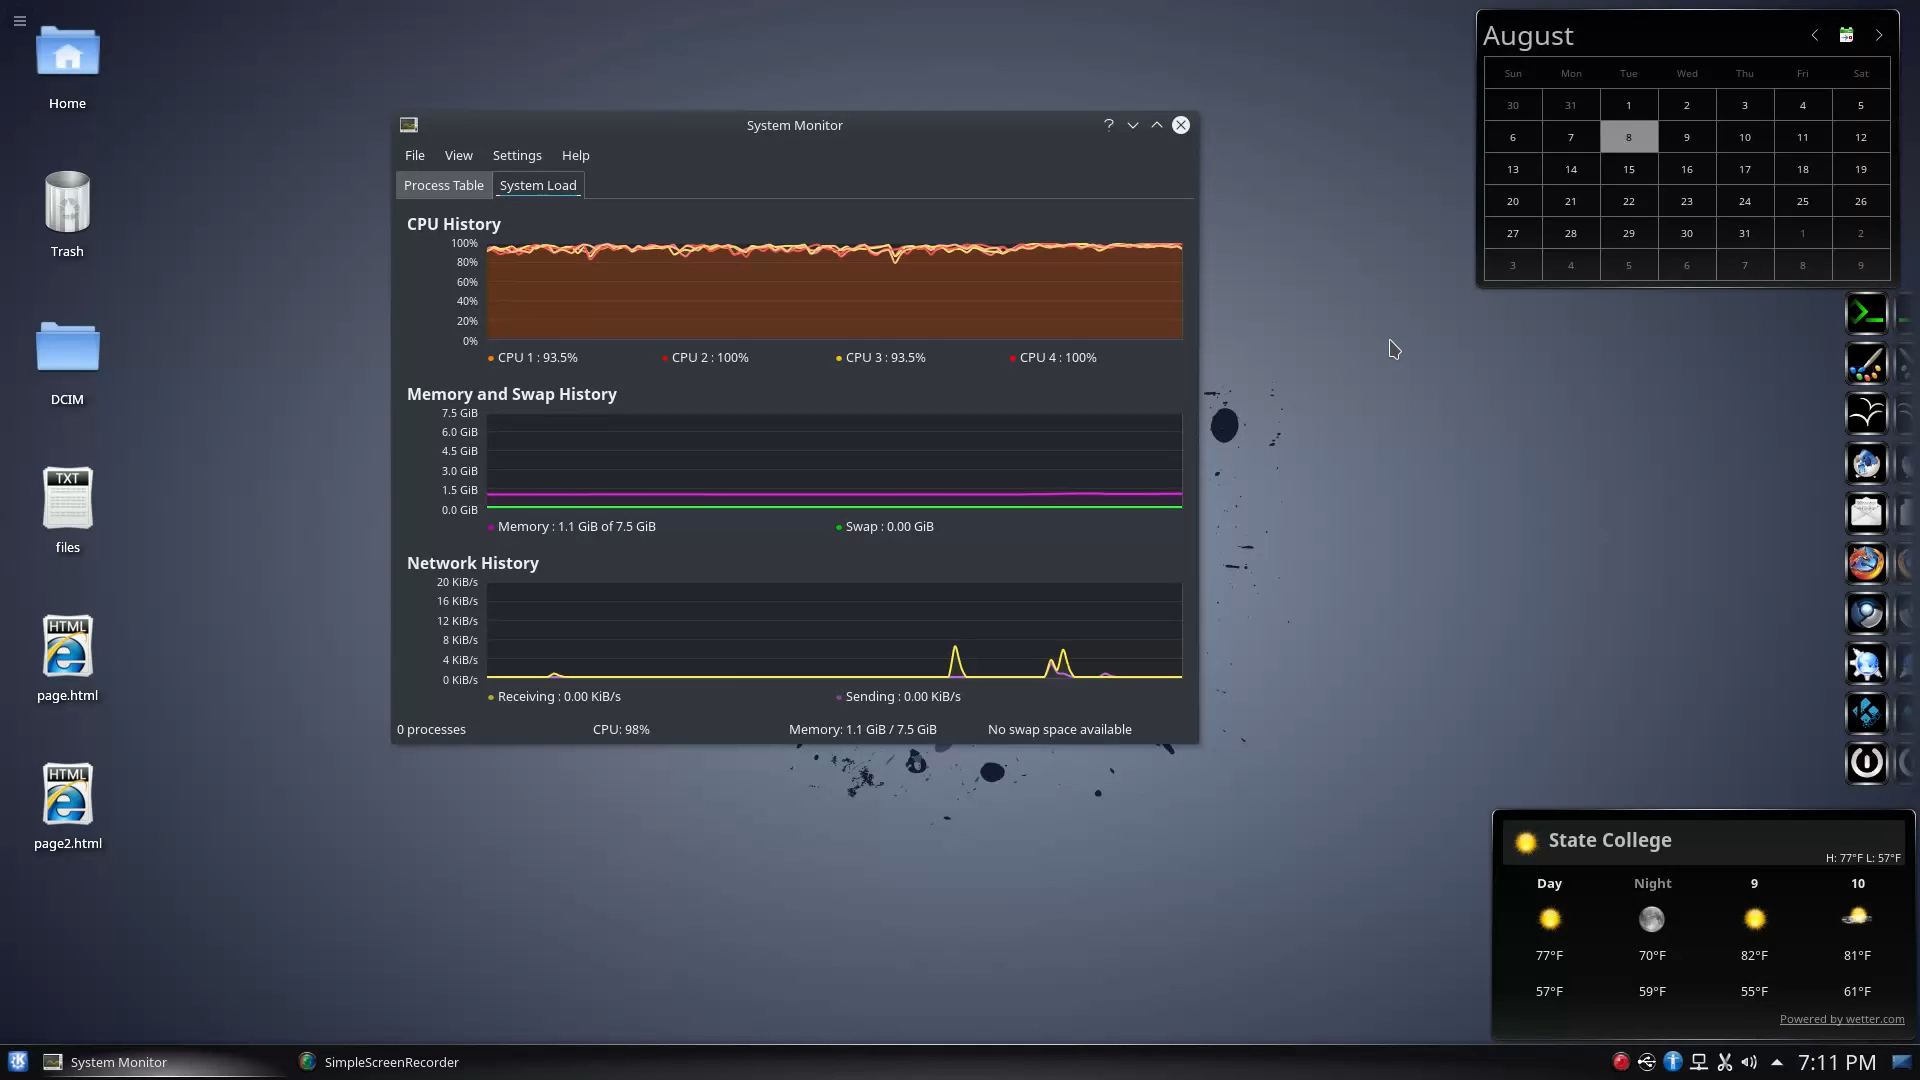 Home
Trash
DCIM
TXT
files
HTML
page.html
HTML
page2.html
System Monitor
File View Settings Help
Process Table System Load
CPU History
100%
80%
60%
40%
20%
0%
CPU 1 : 93.5% CPU 2 : 100% CPU 3 : 93.5% CPU 4 : 100%
Memory and Swap History
7.5 GiB
6.0 GiB
4.5 GiB
3.0 GiB
1.5 GiB
0.0 GiB
Memory : 1.1 GiB of 7.5 GiB Swap : 0.00 GiB
Network History
20 KiB/s
16 KiB/s
12 KiB/s
8 KiB/s
4 KiB/s
0 KiB/s
Receiving : 0.00 KiB/s Sending : 0.00 KiB/s
0 processes CPU: 98% Memory: 1.1 GiB / 7.5 GiB No swap space available
August
Sun Mon Tue Wed Thu Fri Sat
30 31 1 2 3 4 5
6 7 8 9 10 11 12
13 14 15 16 17 18 19
20 21 22 23 24 25 26
27 28 29 30 31 1 2
3 4 5 6 7 8 9
State College
H: 77°F L: 57°F
Day Night 9 10
77°F 70°F 82°F 81°F
57°F 59°F 55°F 61°F
Powered by wetter.com
System Monitor SimpleScreenRecorder 7:11 PM